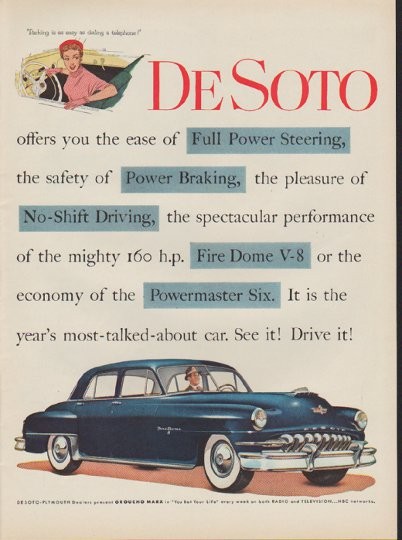 "Parking is as easy as dialing a telephone!"
DE SOTO
offers you the ease of Full Power Steering,
the safety of Power Braking, the pleasure of
No-Shift Driving, the spectacular performance
of the mighty 160 h.p. Fire Dome V-8 or the
economy of the Powermaster Six. It is the
year's most-talked-about car. See it! Drive it!
Fire Dome
8
DE SOTO-PLYMOUTH Dealers present GROUCHO MARX in "You Bet Your Life" every week on both RADIO and TELEVISION...NBC networks.